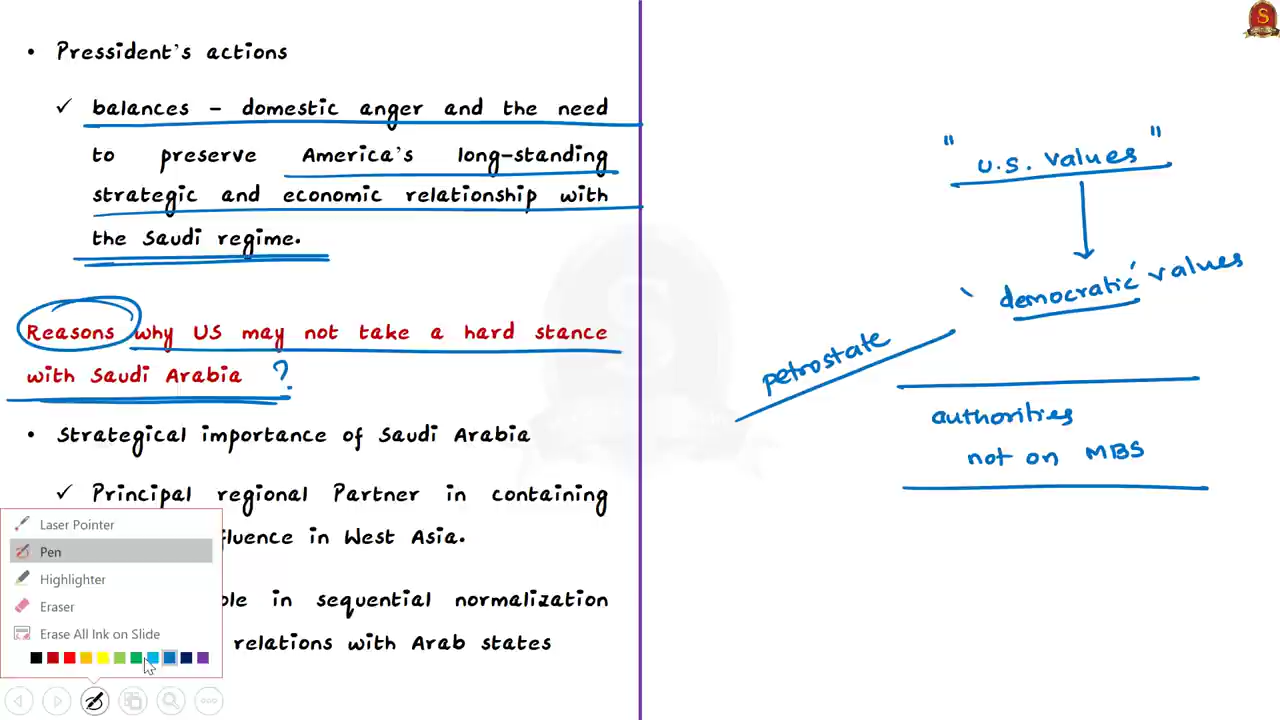 • Pressident's actions
✓ balances – domestic anger and the need
to preserve America's long-standing
strategic and economic relationship with
the Saudi regime.
Reasons why US may not take a hard stance
with Saudi Arabia ?
• Strategical importance of Saudi Arabia
✓ Principal regional Partner in containing
fluence in West Asia.
ole in sequential normalization
relations with Arab states
Laser Pointer
Pen
Highlighter
Eraser
Erase All Ink on Slide
" U.S. values "
'democratic' values
petrostate
authorities
not on MBS